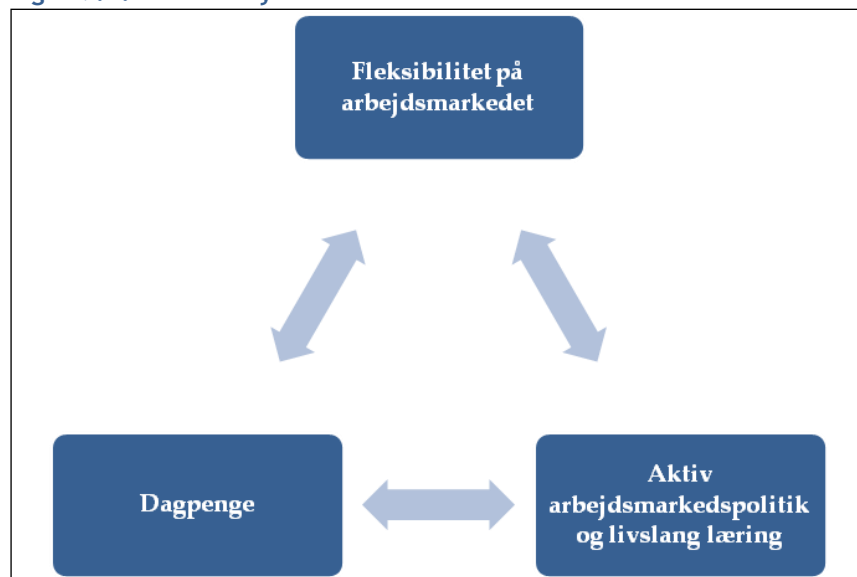 Fleksibilitet på
arbejdsmarkedet
Dagpenge
Aktiv
arbejdsmarkedspolitik
og livslang læring